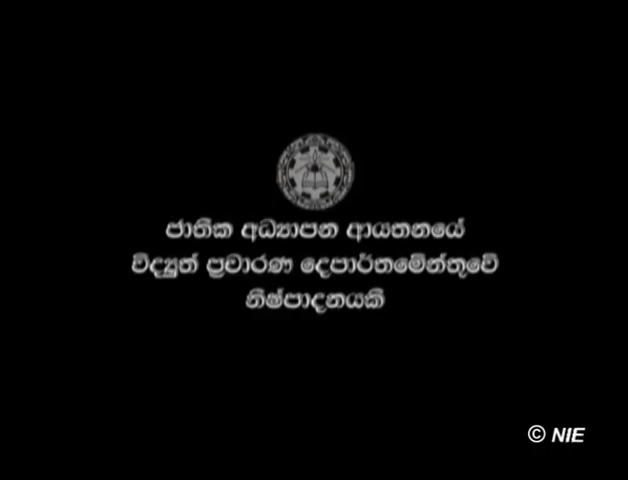 ජාතික අධ්‍යාපන ආයතනයේ
විද්‍යුත් ප්‍රචාරණ දෙපාර්තමේන්තුවේ
නිෂ්පාදනයකි
© NIE